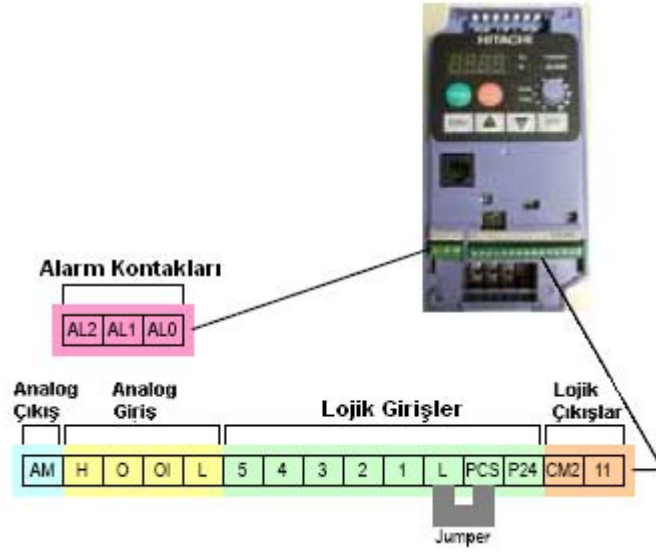 HITACHI
Alarm Kontakları
AL2 AL1 AL0
Analog Çıkış
Analog Giriş
Lojik Girişler
Lojik Çıkışlar
AM H O OI L 5 4 3 2 1 L PCS P24 CM2 11
Jumper